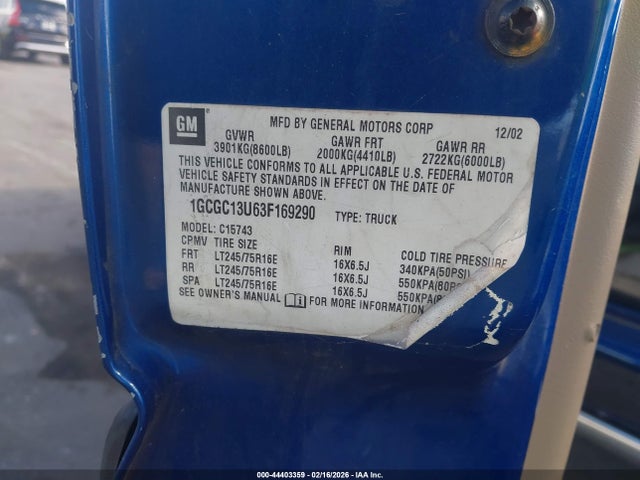 GM
MFD BY GENERAL MOTORS CORP 12/02
GVWR GAWR FRT GAWR RR
3901KG(8600LB) 2000KG(4410LB) 2722KG(6000LB)
THIS VEHICLE CONFORMS TO ALL APPLICABLE U.S. FEDERAL MOTOR
VEHICLE SAFETY STANDARDS IN EFFECT ON THE DATE OF
MANUFACTURE SHOWN ABOVE.
1GCGC13U63F169290 TYPE: TRUCK
MODEL: C15743
CPMV TIRE SIZE RIM COLD TIRE PRESSURE
FRT LT245/75R16E 16X6.5J 340KPA(50PSI)
RR LT245/75R16E 16X6.5J 550KPA(80PSI)
SPA LT245/75R16E 16X6.5J 550KPA(8
SEE OWNER'S MANUAL FOR MORE INFORMATION
000-44403359 - 02/16/2026 - IAAI.COM